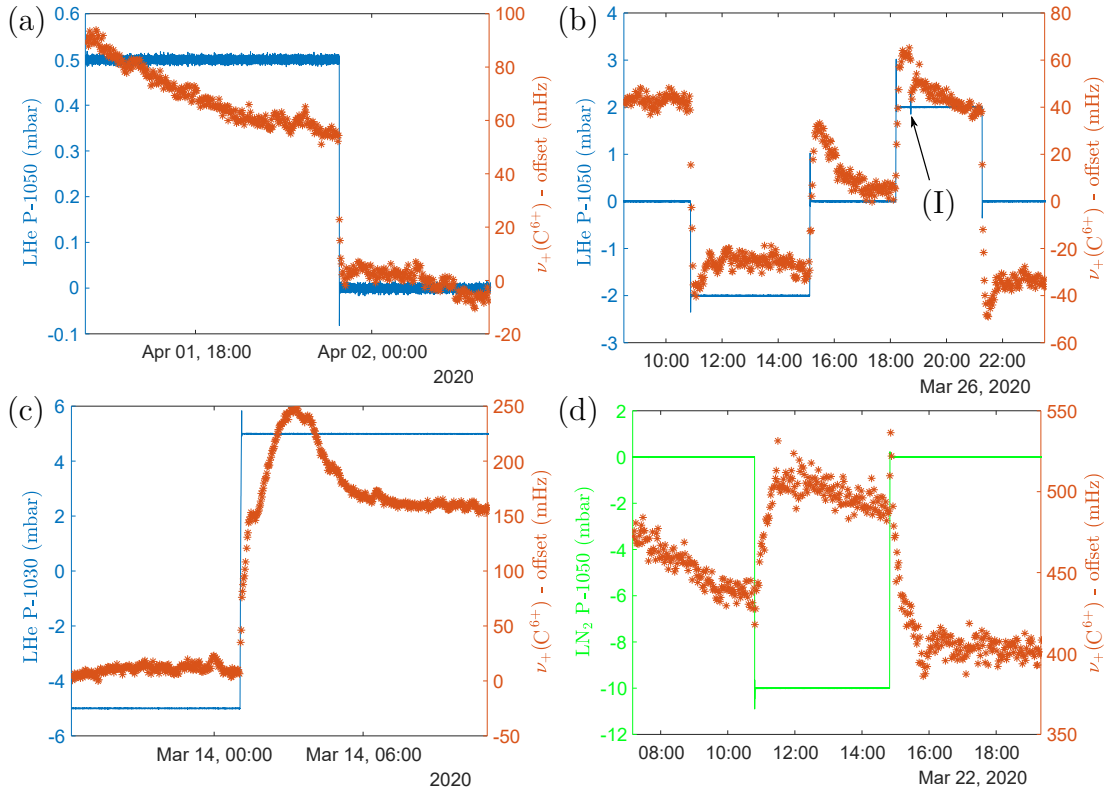 (a)
0.6
0.5
0.4
0.3
0.2
0.1
0
-0.1
LHe P-1050 (mbar)
100
80
60
40
20
0
-20
ν₊(C⁶⁺) - offset (mHz)
Apr 01, 18:00
Apr 02, 00:00
2020
(b)
4
3
2
1
0
-1
-2
-3
LHe P-1050 (mbar)
80
60
40
20
0
-20
-40
-60
ν₊(C⁶⁺) - offset (mHz)
(I)
10:00 12:00 14:00 16:00 18:00 20:00 22:00
Mar 26, 2020
(c)
6
4
2
0
-2
-4
-6
LHe P-1030 (mbar)
250
200
150
100
50
0
-50
ν₊(C⁶⁺) - offset (mHz)
Mar 14, 00:00
Mar 14, 06:00
2020
(d)
2
0
-2
-4
-6
-8
-10
-12
LN₂ P-1050 (mbar)
550
500
450
400
350
ν₊(C⁶⁺) - offset (mHz)
08:00 10:00 12:00 14:00 16:00 18:00
Mar 22, 2020